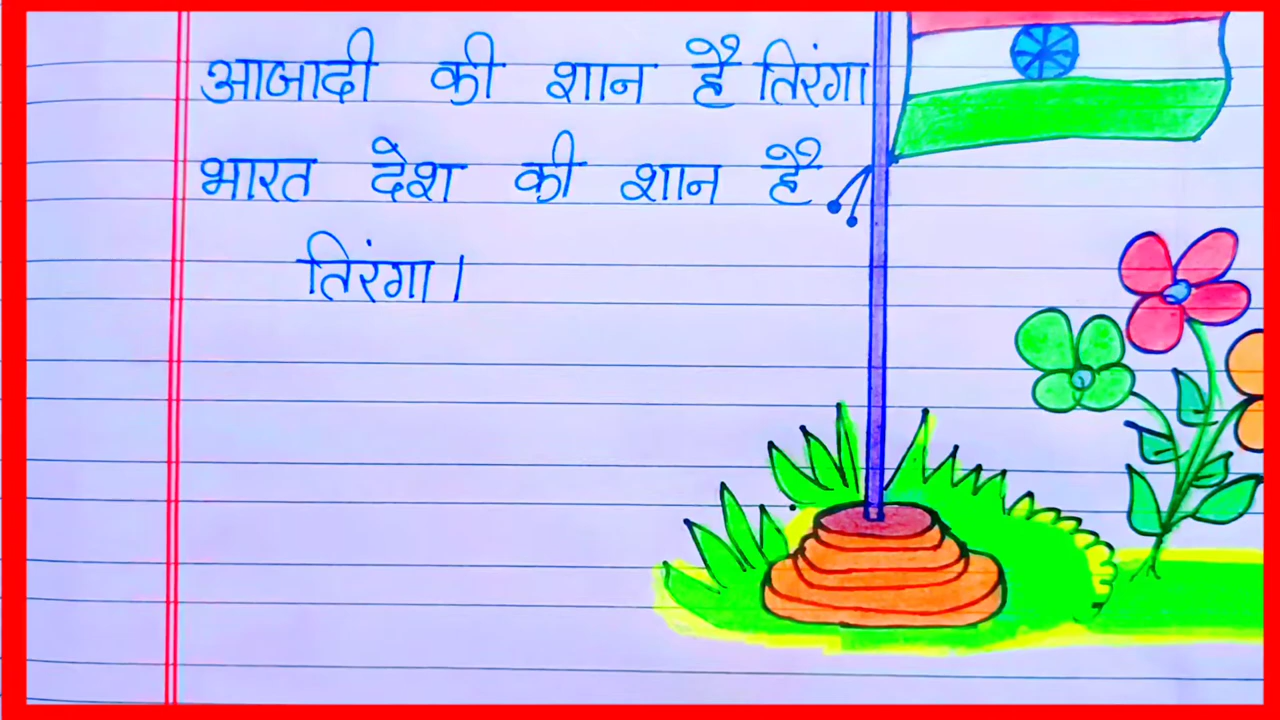 आजादी की शान है तिरंगा
भारत देश की शान है
तिरंगा।